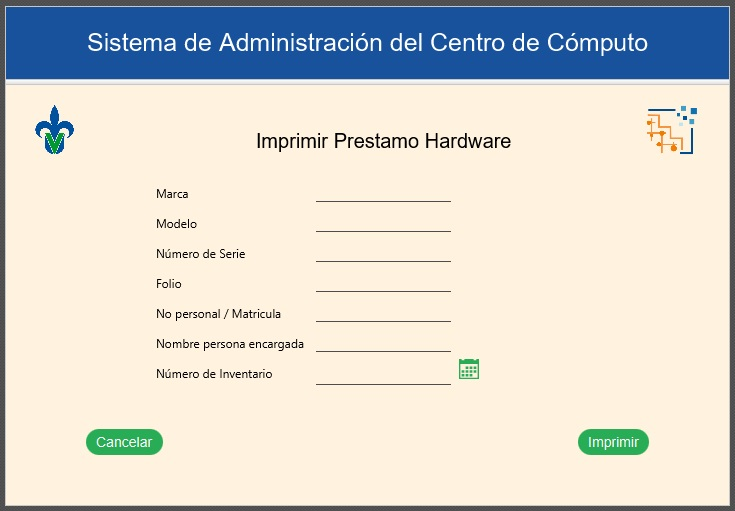 Sistema de Administración del Centro de Cómputo
Imprimir Prestamo Hardware
Marca
Modelo
Número de Serie
Folio
No personal / Matricula
Nombre persona encargada
Número de Inventario
Cancelar
Imprimir